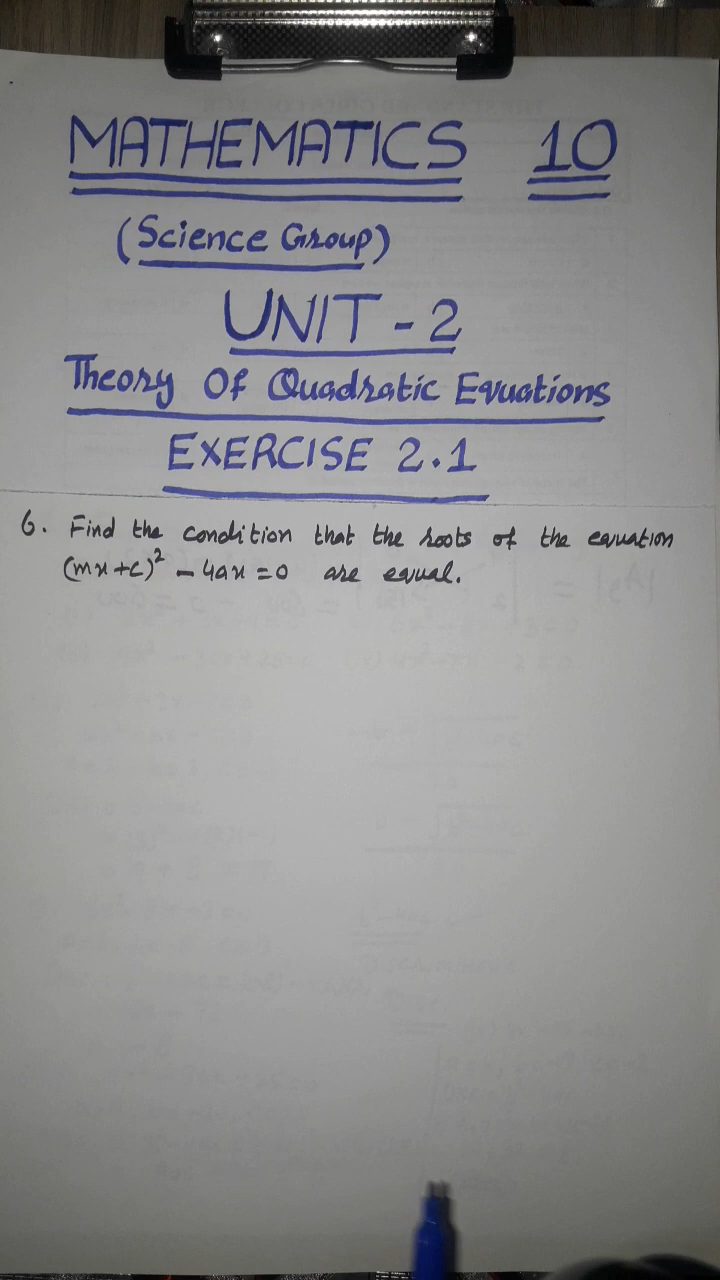 MATHEMATICS 10
(Science Group)
UNIT - 2
Theory Of Quadratic Equations
EXERCISE 2.1
6. Find the condition that the roots of the equation
(mx+c)² - 4ax = 0 are equal.